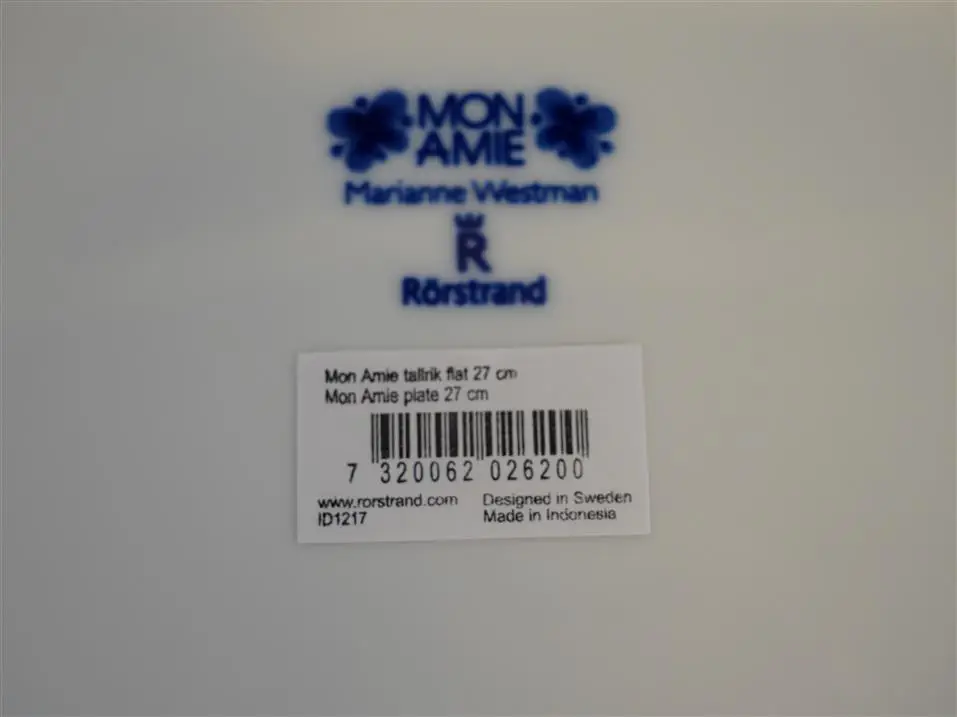 MON
AMIE
Marianne Westman
R
Rörstrand
Mon Amie tallrik flat 27 cm
Mon Amie plate 27 cm
7 320062 026200
www.rorstrand.com Designed in Sweden
ID1217 Made in Indonesia